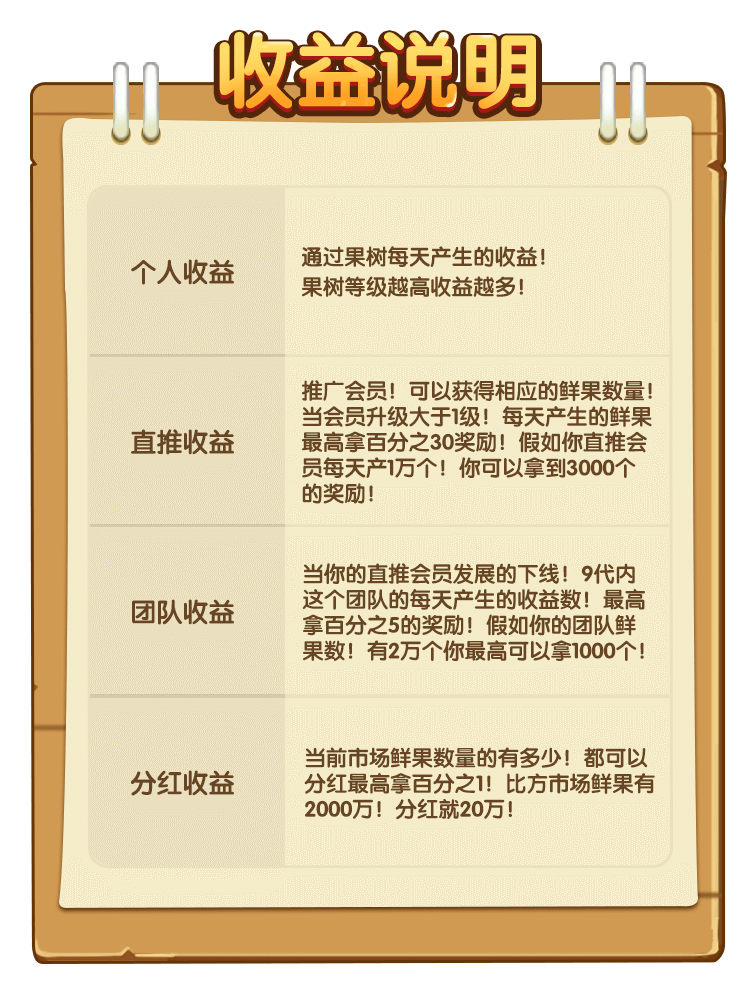 收益说明
个人收益
通过果树每天产生的收益！
果树等级越高收益越多！
直推收益
推广会员！可以获得相应的鲜果数量！
当会员升级大于1级！每天产生的鲜果
最高拿百分之30奖励！假如你直推会
员每天产1万个！你可以拿到3000个
的奖励！
团队收益
当你的直推会员发展的下线！9代内
这个团队的每天产生的收益数！最高
拿百分之5的奖励！假如你的团队鲜
果数！有2万个你最高可以拿1000个！
分红收益
当前市场鲜果数量的有多少！都可以
分红最高拿百分之1！比方市场鲜果有
2000万！分红就20万！